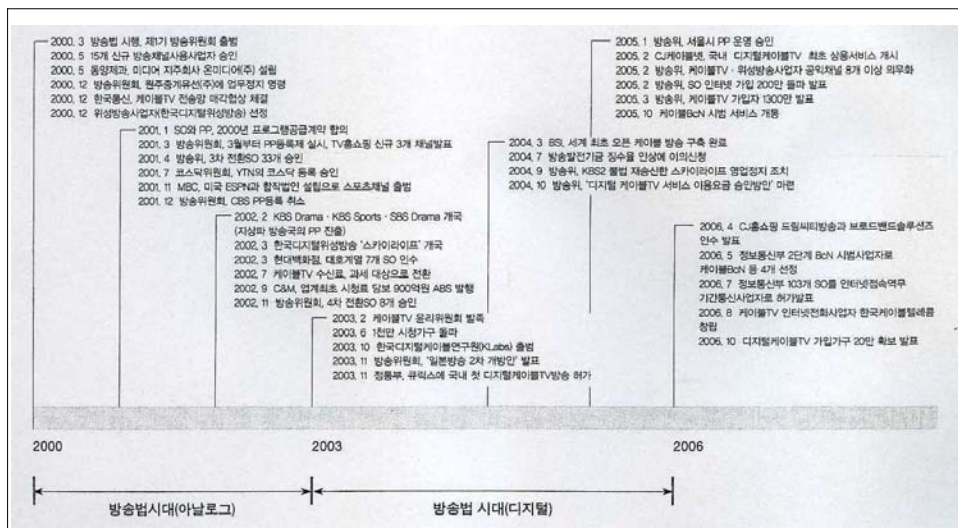 2000. 3 방송법 시행, 제1기 방송위원회 출범
2000. 5 15개 신규 방송채널사용사업자 승인
2000. 5 동양제과, 미디어 지주회사 온미디어(주) 설립
2000. 12 방송위원회, 원주중계유선(주)에 업무정지 명령
2000. 12 한국통신, 케이블TV 전송망 매각협상 체결
2000. 12 위성방송사업자(한국디지털위성방송) 선정
2001. 1 SO와 PP, 2000년 프로그램공급계약 합의
2001. 3 방송위원회, 3월부터 PP등록제 실시, TV홈쇼핑 신규 3개 채널발표
2001. 4 방송위, 3차 전환SO 33개 승인
2001. 7 코스닥위원회, YTN의 코스닥 등록 승인
2001. 11 MBC, 미국 ESPN과 합작법인 설립으로 스포츠채널 출범
2001. 12 방송위원회, CBS PP등록 취소
2002. 2 KBS Drama · KBS Sports · SBS Drama 개국
(지상파 방송국의 PP 진출)
2002. 3 한국디지털위성방송 '스카이라이프' 개국
2002. 3 현대백화점, 대호계열 7개 SO 인수
2002. 7 케이블TV 수신료, 과세 대상으로 전환
2002. 9 C&M, 업계최초 시청료 담보 900억원 ABS 발행
2002. 11 방송위원회, 4차 전환SO 8개 승인
2003. 2 케이블TV 윤리위원회 발족
2003. 6 1천만 시청가구 돌파
2003. 10 한국디지털케이블연구원(KLabs) 출범
2003. 11 방송위원회, '일본방송 2차 개방안' 발표
2003. 11 정통부, 큐릭스에 국내 첫 디지털케이블TV방송 허가
2004. 3 BSI, 세계 최초 오픈 케이블 방송 구축 완료
2004. 7 방송발전기금 징수율 인상에 이의신청
2004. 9 방송위, KBS2 불법 재송신한 스카이라이프 영업정지 조치
2004. 10 방송위, '디지털 케이블TV 서비스 이용요금 승인방안' 마련
2005. 1 방송위, 서울시 PP 운영 승인
2005. 2 CJ케이블넷, 국내 디지털케이블TV 최초 상용서비스 개시
2005. 2 방송위, 케이블TV · 위성방송사업자 공익채널 8개 이상 의무화
2005. 2 방송위, SO 인터넷 가입 200만 돌파 발표
2005. 3 방송위, 케이블TV 가입자 1300만 발표
2005. 10 케이블BcN 시범 서비스 개통
2006. 4 CJ홈쇼핑 드림씨티방송과 브로드밴드솔루션즈
인수 발표
2006. 5 정보통신부 2단계 BcN 시범사업자로
케이블BcN 등 4개 선정
2006. 7 정보통신부 103개 SO를 인터넷접속역무
기간통신사업자로 허가발표
2006. 8 케이블TV 인터넷전화사업자 한국케이블텔레콤
창립
2006. 10 디지털케이블TV 가입가구 20만 확보 발표
2000
2003
2006
방송법시대(아날로그)
방송법 시대(디지털)